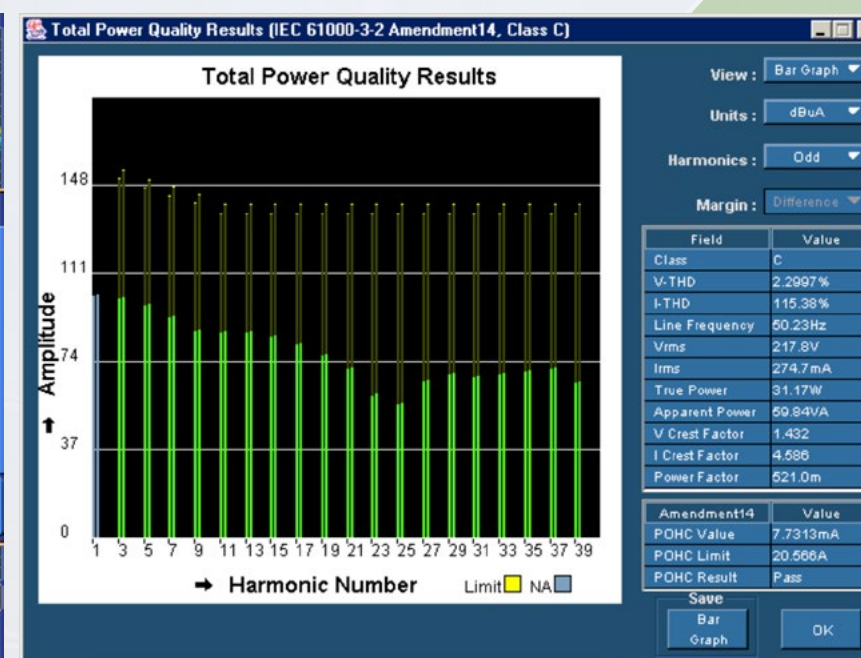 Total Power Quality Results (IEC 61000-3-2 Amendment14, Class C)
Total Power Quality Results
148
111
74
37
0
Amplitude
1 3 5 7 9 11 13 15 17 19 21 23 25 27 29 31 33 35 37 39
Harmonic Number
Limit NA
View : Bar Graph
Units : dBuA
Harmonics : Odd
Margin : Difference
Field Value
Class C
V-THD 2.2997%
I-THD 115.38%
Line Frequency 50.23Hz
Vrms 217.8V
Irms 274.7mA
True Power 31.17W
Apparent Power 59.84VA
V Crest Factor 1.432
I Crest Factor 4.586
Power Factor 521.0m
Amendment14 Value
POHC Value 7.7313mA
POHC Limit 20.566A
POHC Result Pass
Save
Bar
Graph
OK